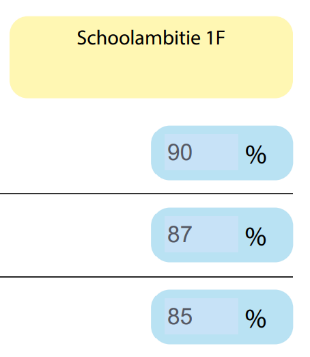 Schoolambitie 1F
90 %
87 %
85 %